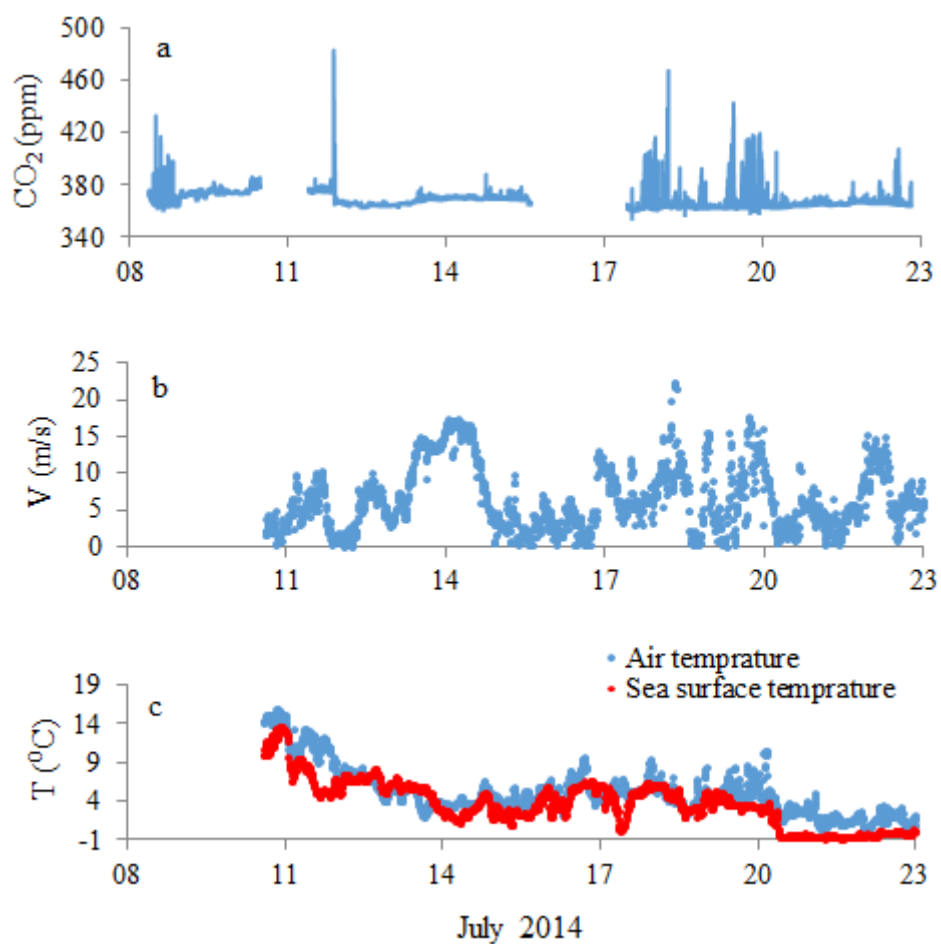 500
a
460
420
380
340
CO2 (ppm)
08 11 14 17 20 23
25
b
20
15
10
5
0
V (m/s)
08 11 14 17 20 23
Air temprature
Sea surface temprature
19
c
14
9
4
-1
T (⁰C)
08 11 14 17 20 23
July 2014